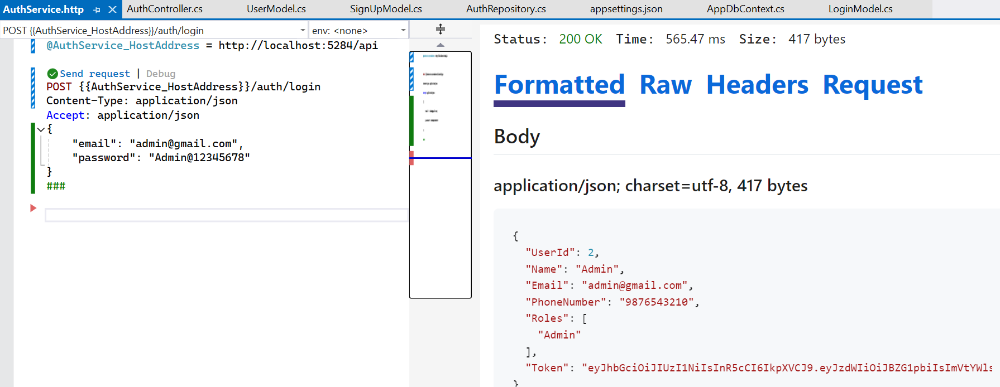 AuthService.http AuthController.cs UserModel.cs SignUpModel.cs AuthRepository.cs appsettings.json AppDbContext.cs LoginModel.cs
POST {{AuthService_HostAddress}}/auth/login env: <none>
@AuthService_HostAddress = http://localhost:5284/api
Send request | Debug
POST {{AuthService_HostAddress}}/auth/login
Content-Type: application/json
Accept: application/json
{
"email": "admin@gmail.com",
"password": "Admin@12345678"
}
###
Status: 200 OK Time: 565.47 ms Size: 417 bytes
Formatted Raw Headers Request
Body
application/json; charset=utf-8, 417 bytes
{
"UserId": 2,
"Name": "Admin",
"Email": "admin@gmail.com",
"PhoneNumber": "9876543210",
"Roles": [
"Admin"
],
"Token": "eyJhbGciOiJIUzI1NiIsInR5cCI6IkpXVCJ9.eyJzdWIiOiJBZG1pbiIsImVtYWls
}